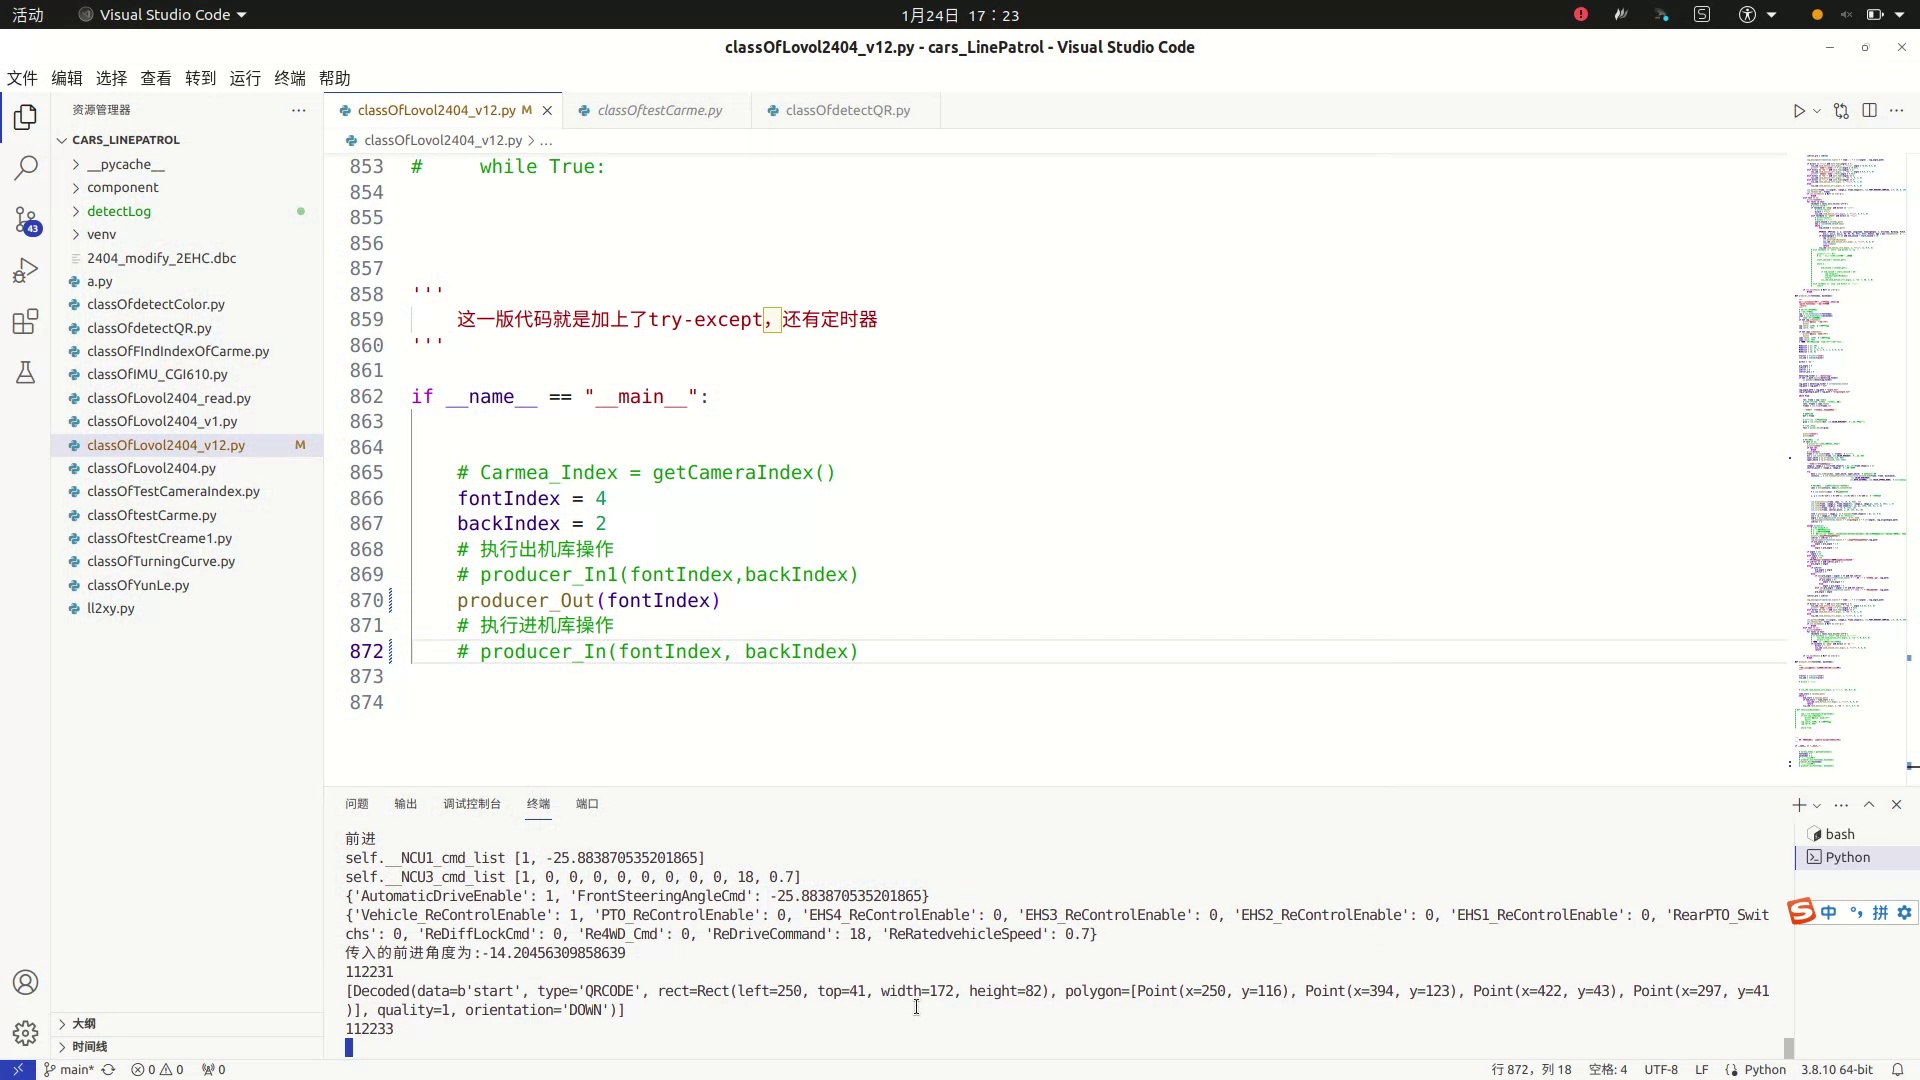 活动 Visual Studio Code 1月24日 17：23
classOfLovol2404_v12.py - cars_LinePatrol - Visual Studio Code
文件 编辑 选择 查看 转到 运行 终端 帮助
资源管理器
CARS_LINEPATROL
__pycache__
component
detectLog
venv
2404_modify_2EHC.dbc
a.py
classOfdetectColor.py
classOfdetectQR.py
classOfFIndIndexOfCarme.py
classOfIMU_CGI610.py
classOfLovol2404_read.py
classOfLovol2404_v1.py
classOfLovol2404_v12.py M
classOfLovol2404.py
classOfTestCameraIndex.py
classOftestCarme.py
classOftestCreame1.py
classOfTurningCurve.py
classOfYunLe.py
ll2xy.py
大纲
时间线
43
classOfLovol2404_v12.py M classOftestCarme.py classOfdetectQR.py
classOfLovol2404_v12.py > ...
853 #     while True:
854
855
856
857
858 '''
859     这一版代码就是加上了try-except，还有定时器
860 '''
861
862 if __name__ == "__main__":
863
864
865     # Carmea_Index = getCameraIndex()
866     fontIndex = 4
867     backIndex = 2
868     # 执行出机库操作
869     # producer_In1(fontIndex,backIndex)
870     producer_Out(fontIndex)
871     # 执行进机库操作
872     # producer_In(fontIndex, backIndex)
873
874
问题 输出 调试控制台 终端 端口
前进
self.__NCU1_cmd_list [1, -25.883870535201865]
self.__NCU3_cmd_list [1, 0, 0, 0, 0, 0, 0, 0, 0, 18, 0.7]
{'AutomaticDriveEnable': 1, 'FrontSteeringAngleCmd': -25.883870535201865}
{'Vehicle_ReControlEnable': 1, 'PTO_ReControlEnable': 0, 'EHS4_ReControlEnable': 0, 'EHS3_ReControlEnable': 0, 'EHS2_ReControlEnable': 0, 'EHS1_ReControlEnable': 0, 'RearPTO_Swit
chs': 0, 'ReDiffLockCmd': 0, 'Re4WD_Cmd': 0, 'ReDriveCommand': 18, 'ReRatedvehicleSpeed': 0.7}
传入的前进角度为:-14.20456309858639
112231
[Decoded(data=b'start', type='QRCODE', rect=Rect(left=250, top=41, width=172, height=82), polygon=[Point(x=250, y=116), Point(x=394, y=123), Point(x=422, y=43), Point(x=297, y=41
)], quality=1, orientation='DOWN')]
112233
bash
Python
中 拼
main* 0 0 0 行 872，列 18 空格: 4 UTF-8 LF Python 3.8.10 64-bit